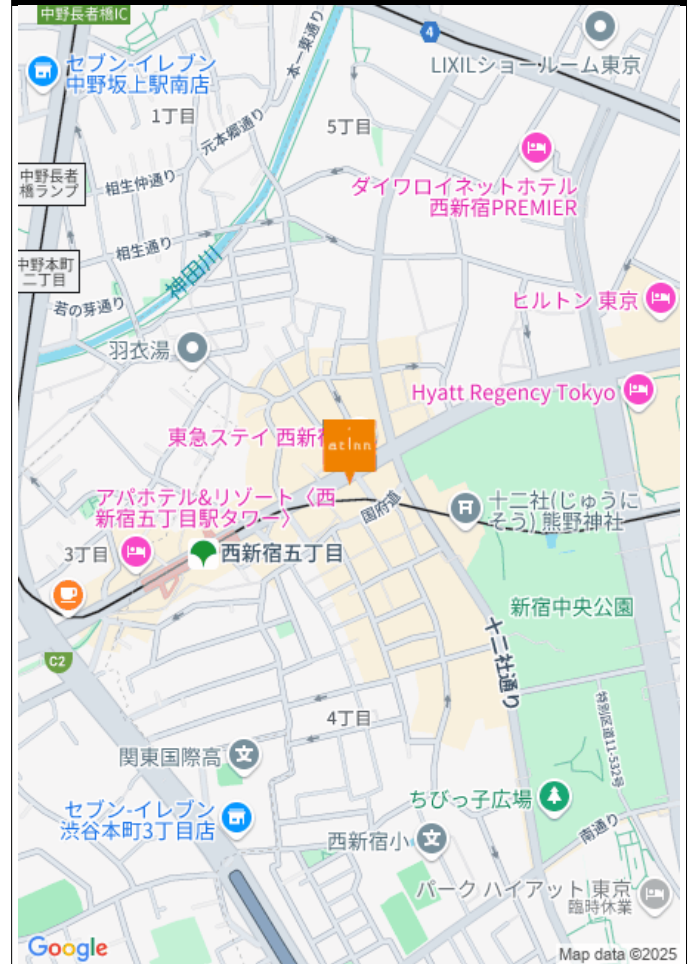 中野長者橋IC
本一東通り
4
セブン-イレブン
中野坂上駅南店
LIXILショールーム東京
1丁目
元本郷通り
5丁目
中野長者
橋ランプ
相生仲通り
ダイワロイネットホテル
西新宿PREMIER
相生通り
中野本町
二丁目
神田川
若の芽通り
ヒルトン 東京
羽衣湯
Hyatt Regency Tokyo
東急ステイ 西新宿
at inn
アパホテル&リゾート〈西
新宿五丁目駅タワー〉
国府道
十二社(じゅうに
そう) 熊野神社
3丁目
西新宿五丁目
新宿中央公園
十二社通り
C2
4丁目
特別区道11-532号
関東国際高
文
ちびっ子広場
セブン-イレブン
渋谷本町3丁目店
西新宿小
文
南通り
パーク ハイアット 東京
臨時休業
Google
Map data ©2025